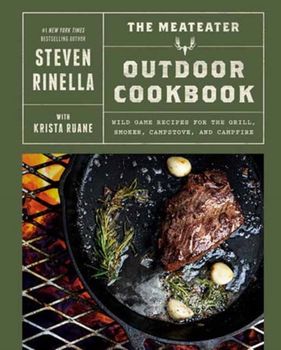 #1 NEW YORK TIMES
BESTSELLING AUTHOR
STEVEN
RINELLA
WITH
KRISTA RUANE
THE MEATEATER
OUTDOOR
COOKBOOK
WILD GAME RECIPES FOR THE GRILL,
SMOKER, CAMPSTOVE, AND CAMPFIRE